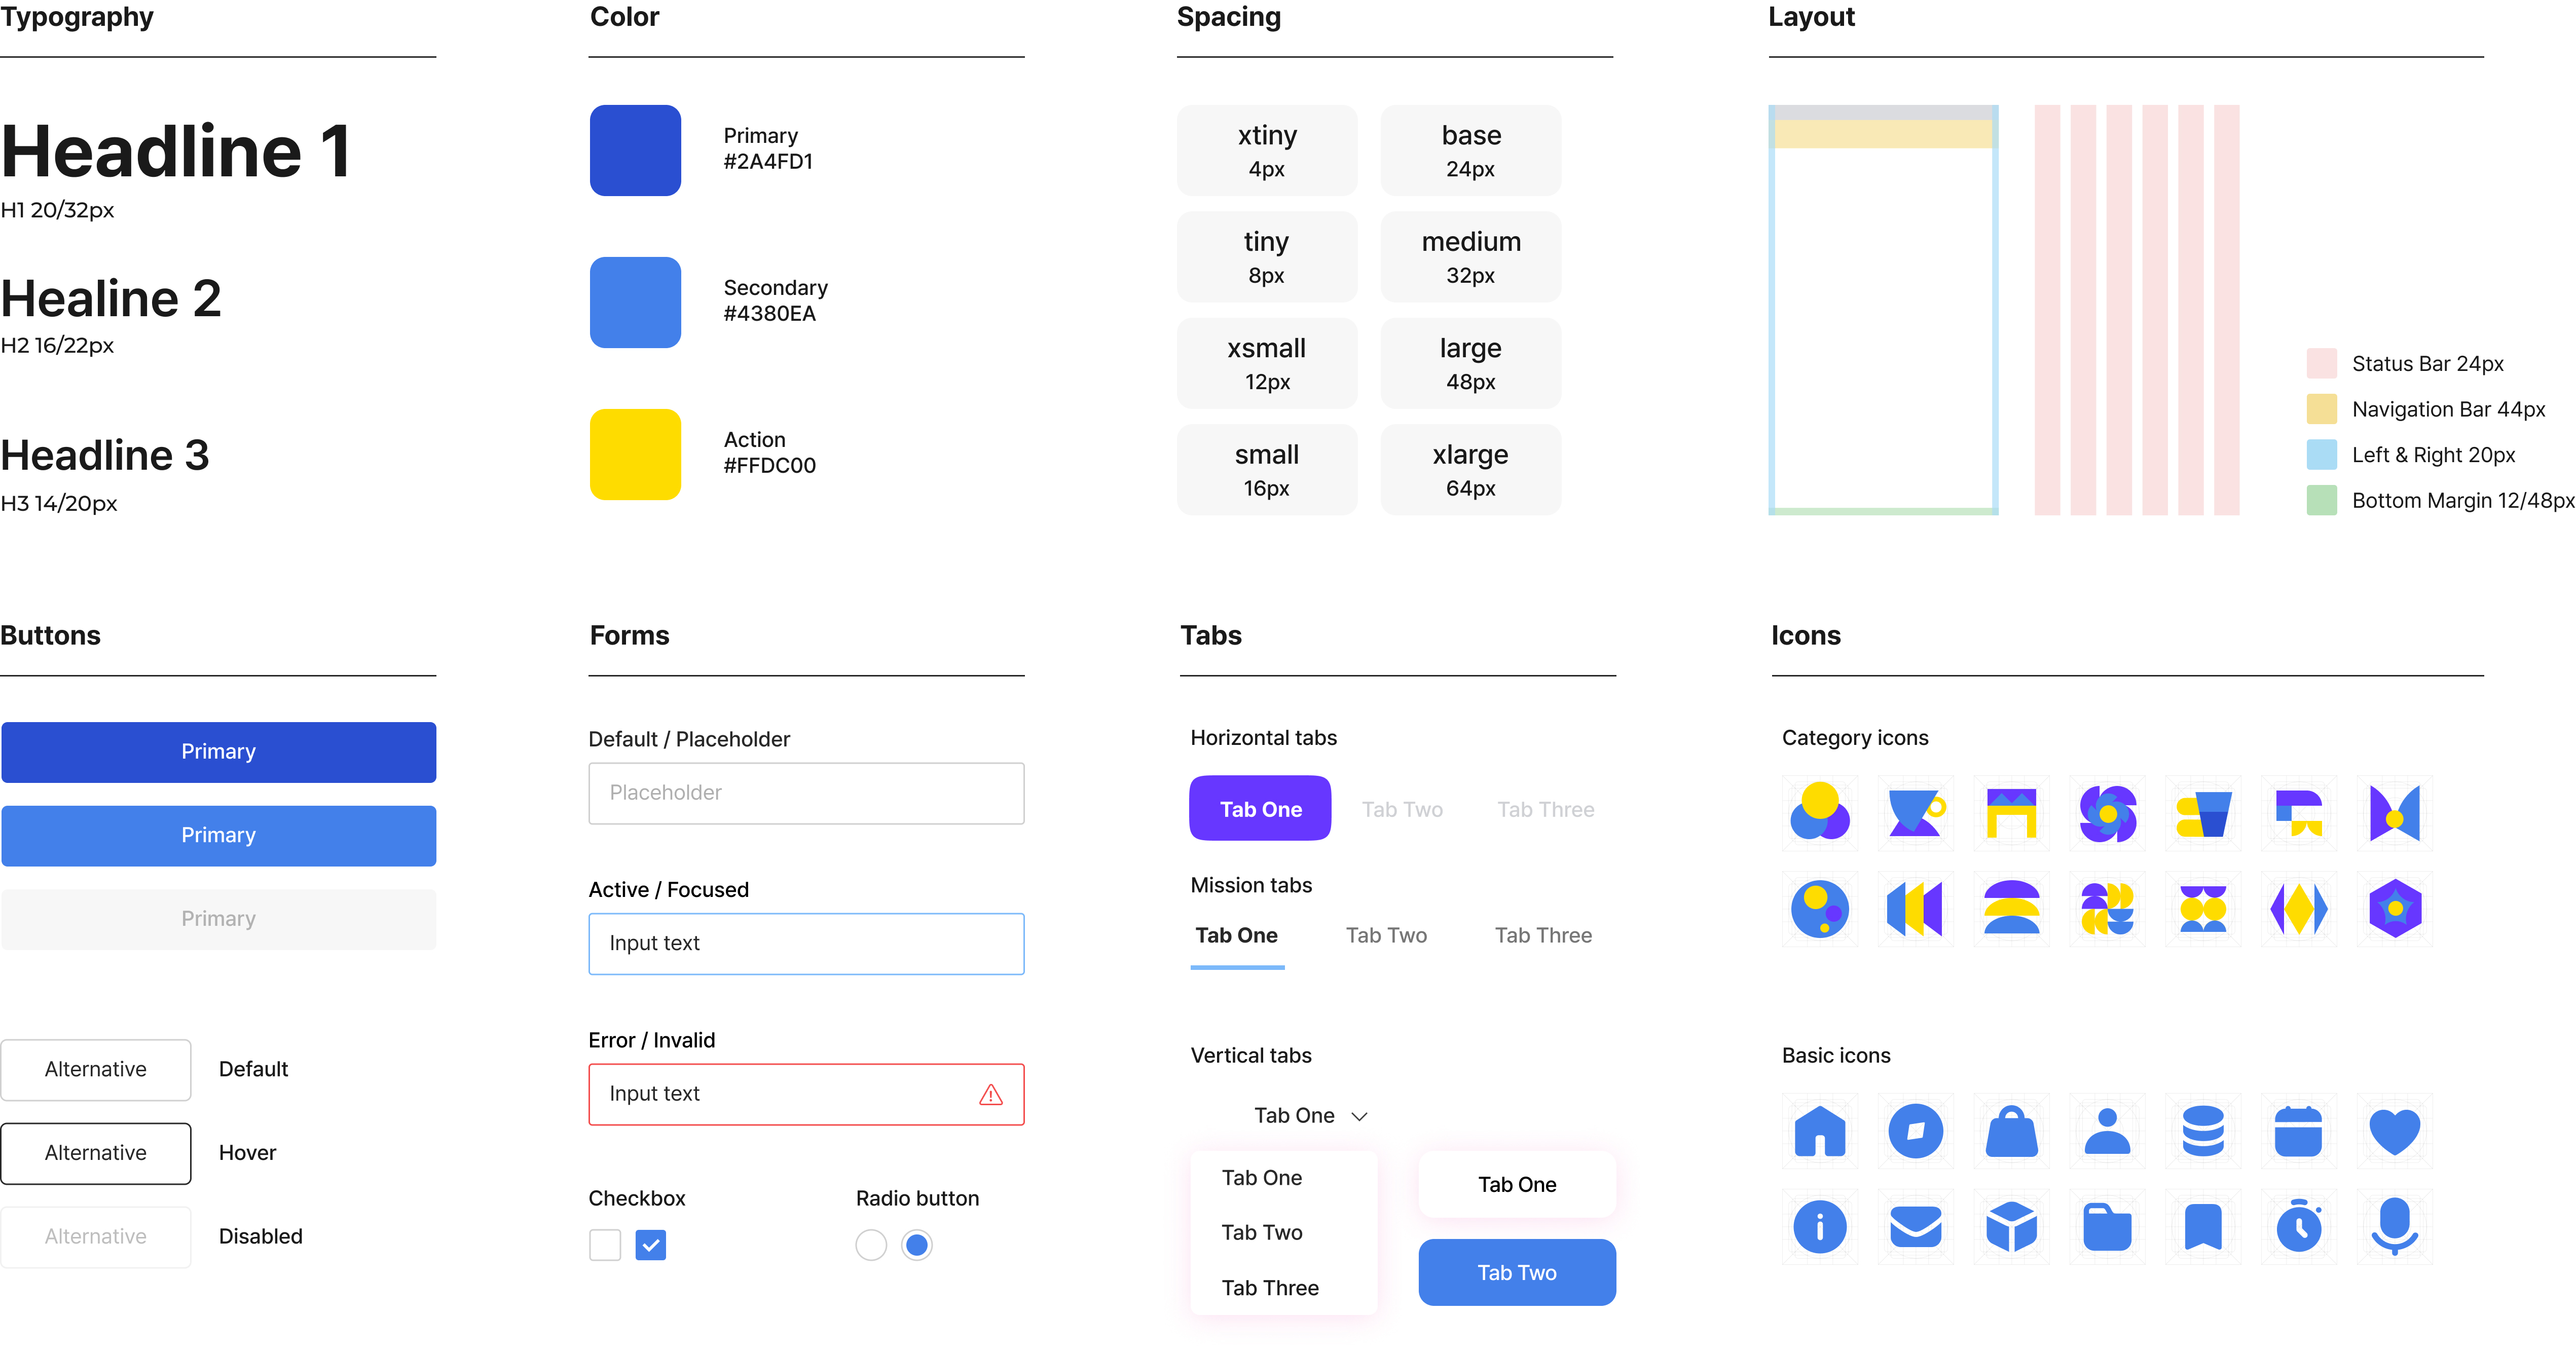 Typography
Headline 1
H1 20/32px
Healine 2
H2 16/22px
Headline 3
H3 14/20px
Color
Primary
#2A4FD1
Secondary
#4380EA
Action
#FFDC00
Spacing
xtiny
4px
base
24px
tiny
8px
medium
32px
xsmall
12px
large
48px
small
16px
xlarge
64px
Layout
Status Bar 24px
Navigation Bar 44px
Left & Right 20px
Bottom Margin 12/48px
Buttons
Primary
Primary
Primary
Alternative
Default
Alternative
Hover
Alternative
Disabled
Forms
Default / Placeholder
Placeholder
Active / Focused
Input text
Error / Invalid
Input text
Checkbox
Radio button
Tabs
Horizontal tabs
Tab One
Tab Two
Tab Three
Mission tabs
Tab One
Tab Two
Tab Three
Vertical tabs
Tab One
Tab One
Tab Two
Tab Three
Tab One
Tab Two
Icons
Category icons
Basic icons